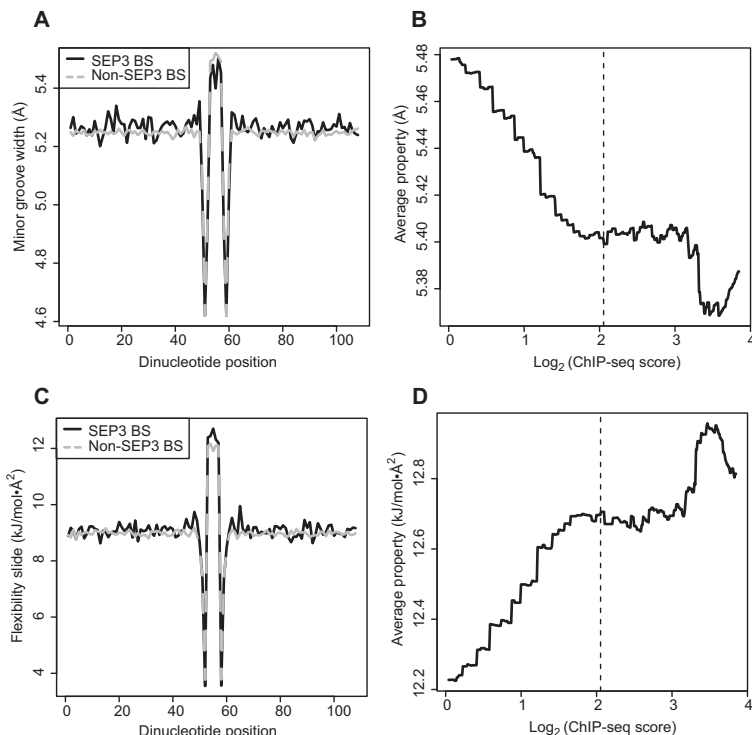 A
SEP3 BS
Non-SEP3 BS
Minor groove width (Å)
5.4
5.2
5.0
4.8
4.6
0 20 40 60 80 100
Dinucleotide position
B
Average property (Å)
5.48
5.46
5.44
5.42
5.40
5.38
0 1 2 3 4
Log2 (ChIP-seq score)
C
SEP3 BS
Non-SEP3 BS
Flexibility slide (kJ/mol•Å2)
12
10
8
6
4
0 20 40 60 80 100
Dinucleotide position
D
Average property (kJ/mol•Å2)
12.8
12.6
12.4
12.2
0 1 2 3 4
Log2 (ChIP-seq score)